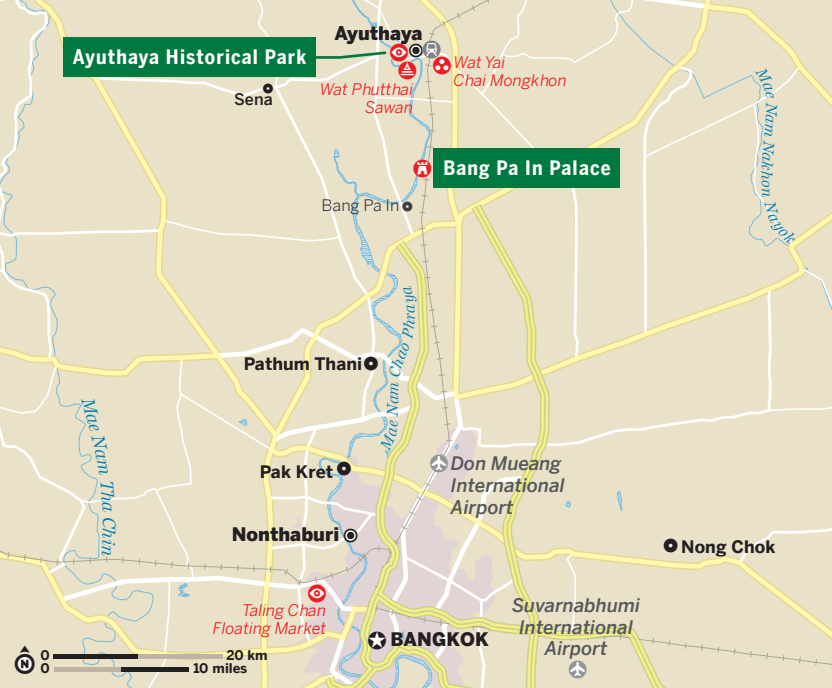 Ayuthaya
Ayuthaya Historical Park
Wat Yai
Chai Mongkhon
Wat Phutthai
Sawan
Sena
Mae Nam Nakhon Nayok
Bang Pa In Palace
Bang Pa In
Mae Nam Chao Phraya
Pathum Thani
Mae Nam Tha Chin
Pak Kret
Don Mueang
International
Airport
Nonthaburi
Nong Chok
Taling Chan
Floating Market
Suvarnabhumi
International
Airport
BANGKOK
N
0 20 km
0 10 miles